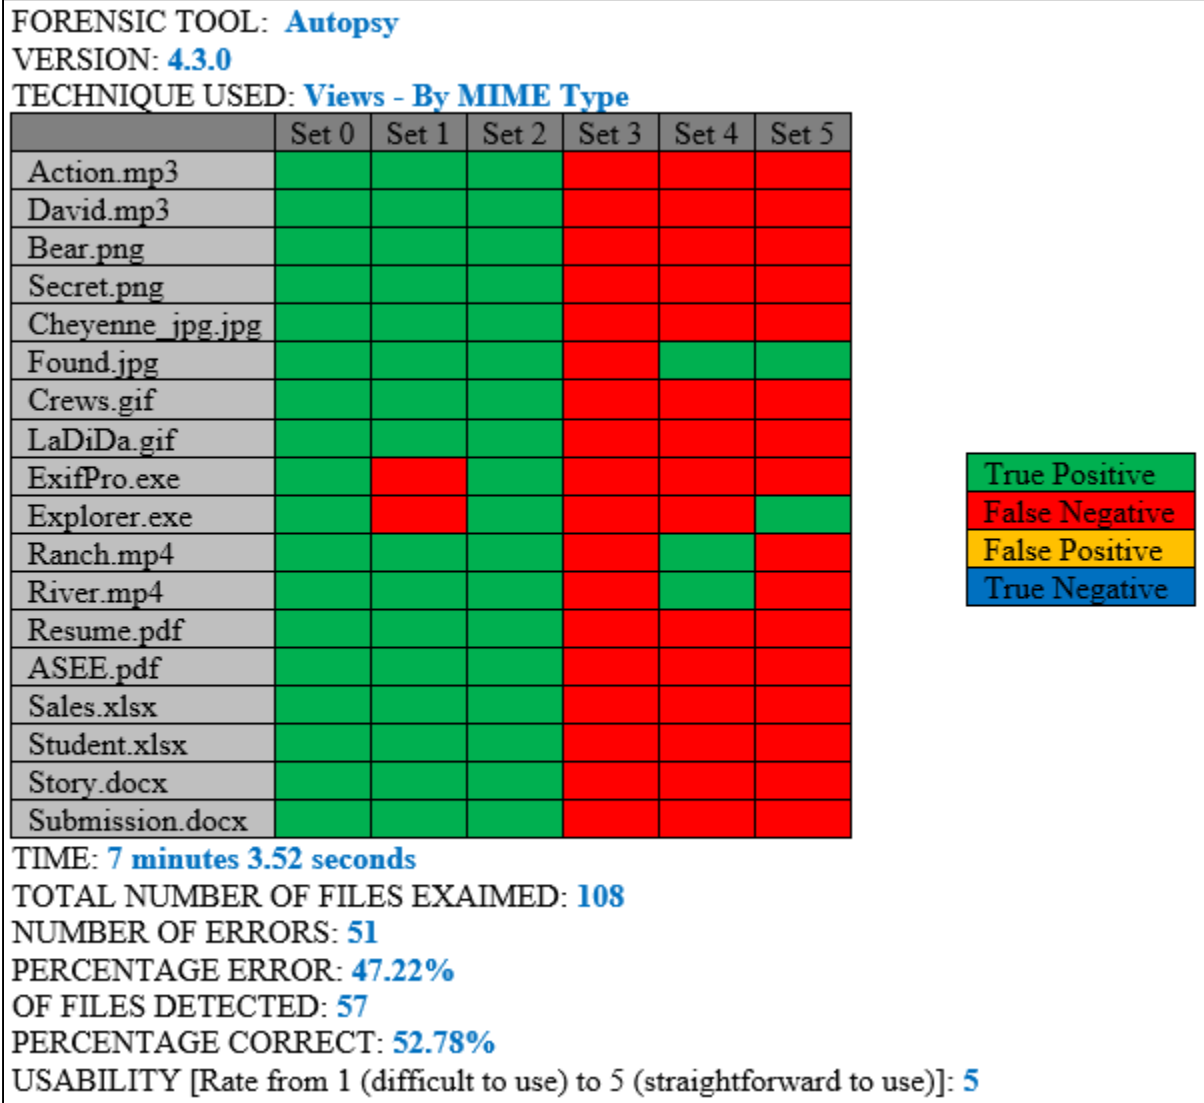 FORENSIC TOOL: Autopsy
VERSION: 4.3.0
TECHNIQUE USED: Views - By MIME Type
Set 0 Set 1 Set 2 Set 3 Set 4 Set 5
Action.mp3
David.mp3
Bear.png
Secret.png
Cheyenne_jpg.jpg
Found.jpg
Crews.gif
LaDiDa.gif
ExifPro.exe
Explorer.exe
Ranch.mp4
River.mp4
Resume.pdf
ASEE.pdf
Sales.xlsx
Student.xlsx
Story.docx
Submission.docx
True Positive
False Negative
False Positive
True Negative
TIME: 7 minutes 3.52 seconds
TOTAL NUMBER OF FILES EXAIMED: 108
NUMBER OF ERRORS: 51
PERCENTAGE ERROR: 47.22%
OF FILES DETECTED: 57
PERCENTAGE CORRECT: 52.78%
USABILITY [Rate from 1 (difficult to use) to 5 (straightforward to use)]: 5